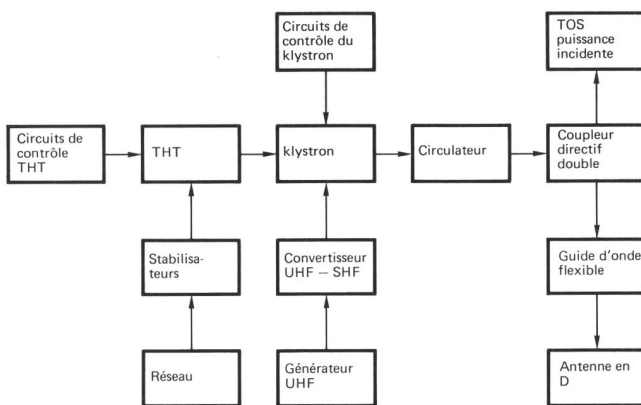 Circuits de
contrôle du
klystron
TOS
puissance
incidente
Circuits de
contrôle
THT
THT
klystron
Circulateur
Coupleur
directif
double
Stabilisa-
teurs
Convertisseur
UHF – SHF
Guide d'onde
flexible
Réseau
Générateur
UHF
Antenne en
D